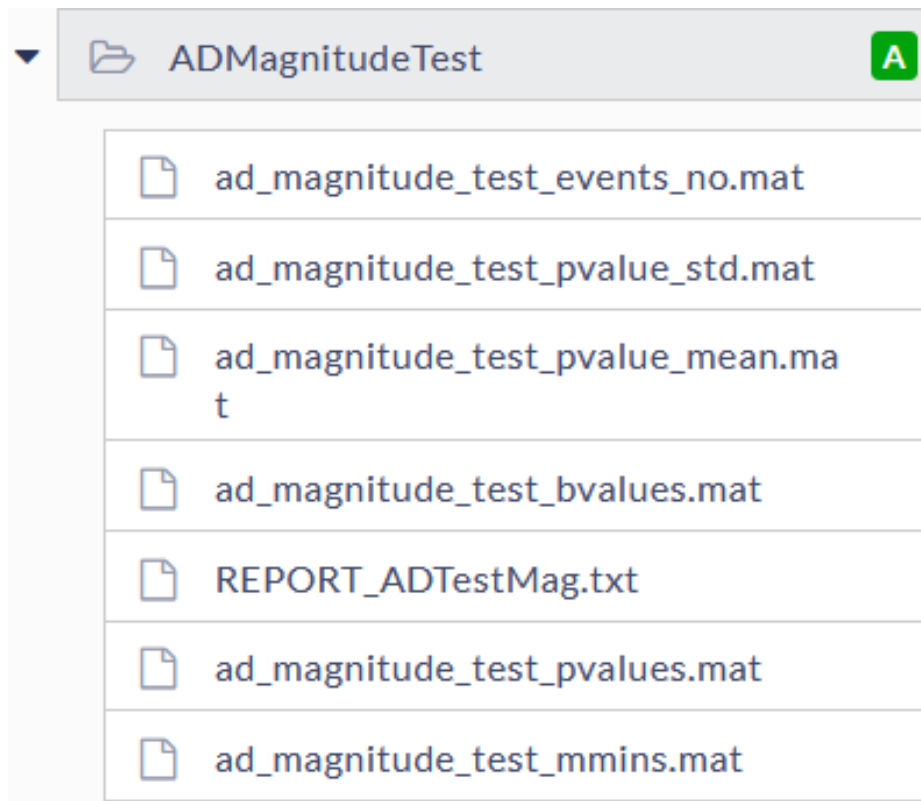 ADMagnitudeTest A
ad_magnitude_test_events_no.mat
ad_magnitude_test_pvalue_std.mat
ad_magnitude_test_pvalue_mean.ma
t
ad_magnitude_test_bvalues.mat
REPORT_ADTestMag.txt
ad_magnitude_test_pvalues.mat
ad_magnitude_test_mmins.mat